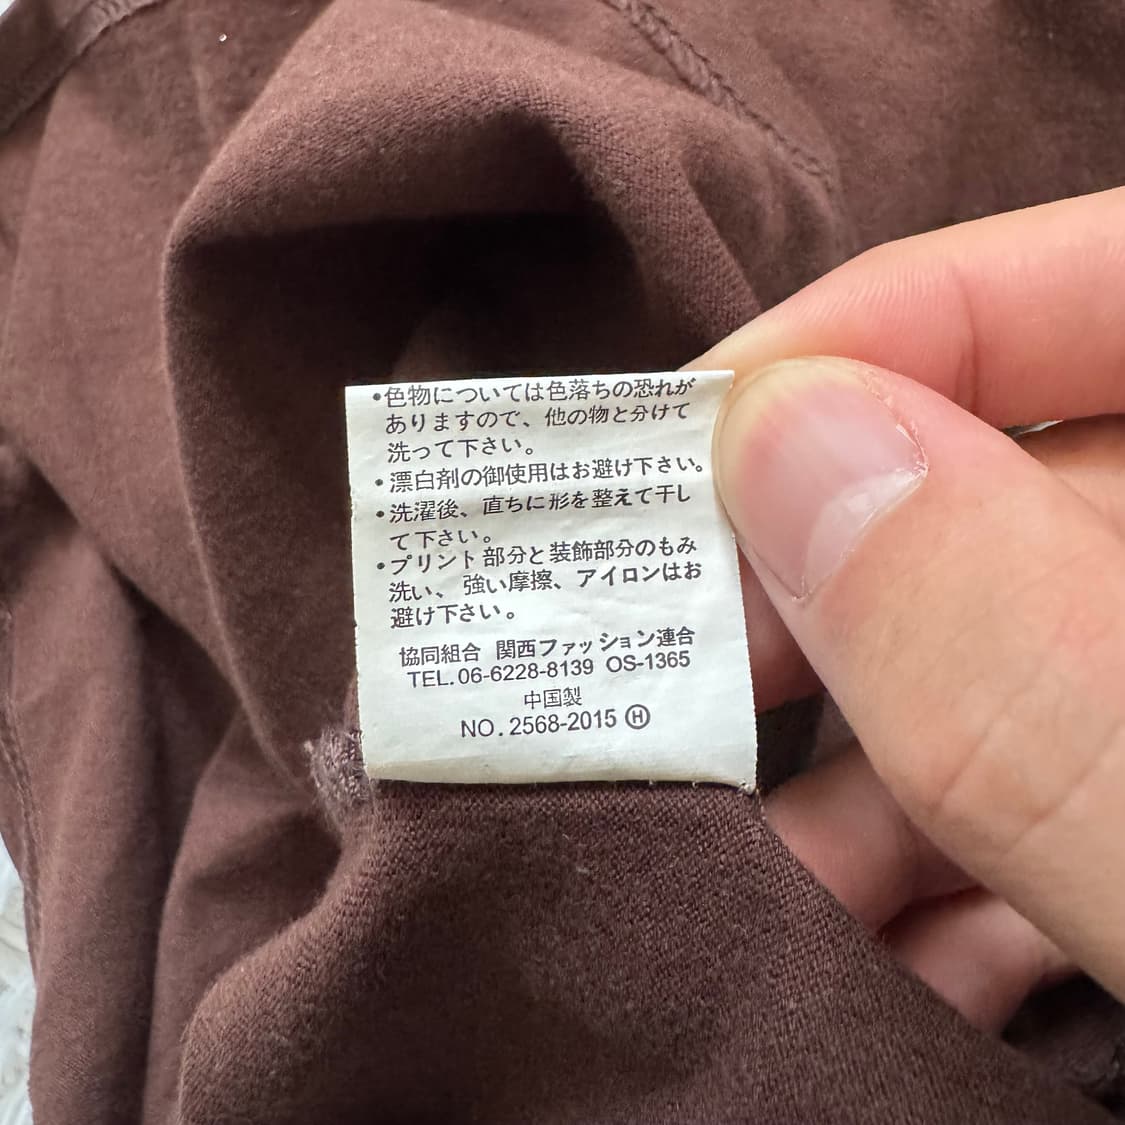 •色物については色落ちの恐れが
ありますので、他の物と分けて
洗って下さい。
•漂白剤の御使用はお避け下さい。
•洗濯後、直ちに形を整えて干し
て下さい。
•プリント部分と装飾部分のもみ
洗い、強い摩擦、アイロンはお
避け下さい。
協同組合 関西ファッション連合
TEL.06-6228-8139 OS-1365
中国製
NO.2568-2015 Ⓗ